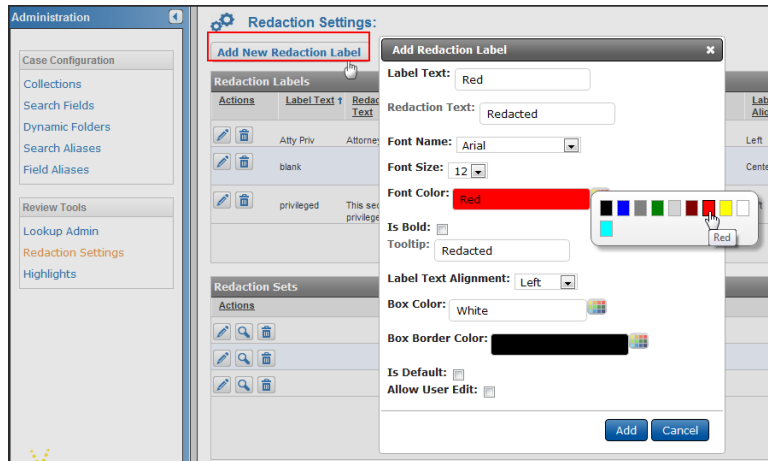 Administration
Case Configuration
Collections
Search Fields
Dynamic Folders
Search Aliases
Field Aliases
Review Tools
Lookup Admin
Redaction Settings
Highlights
Redaction Settings:
Add New Redaction Label
Redaction Labels
Actions Label Text ↑
Text
Atty Priv
Left
blank
privileged This
Redaction Sets
Actions
Add Redaction Label x
Label Text: Red
Redaction Text: Redacted
Font Name: Arial
Font Size: 12
Font Color: Red
Red
Is Bold:
Tooltip: Redacted
Label Text Alignment: Left
Box Color: White
Box Border Color:
Is Default:
Allow User Edit:
Add Cancel